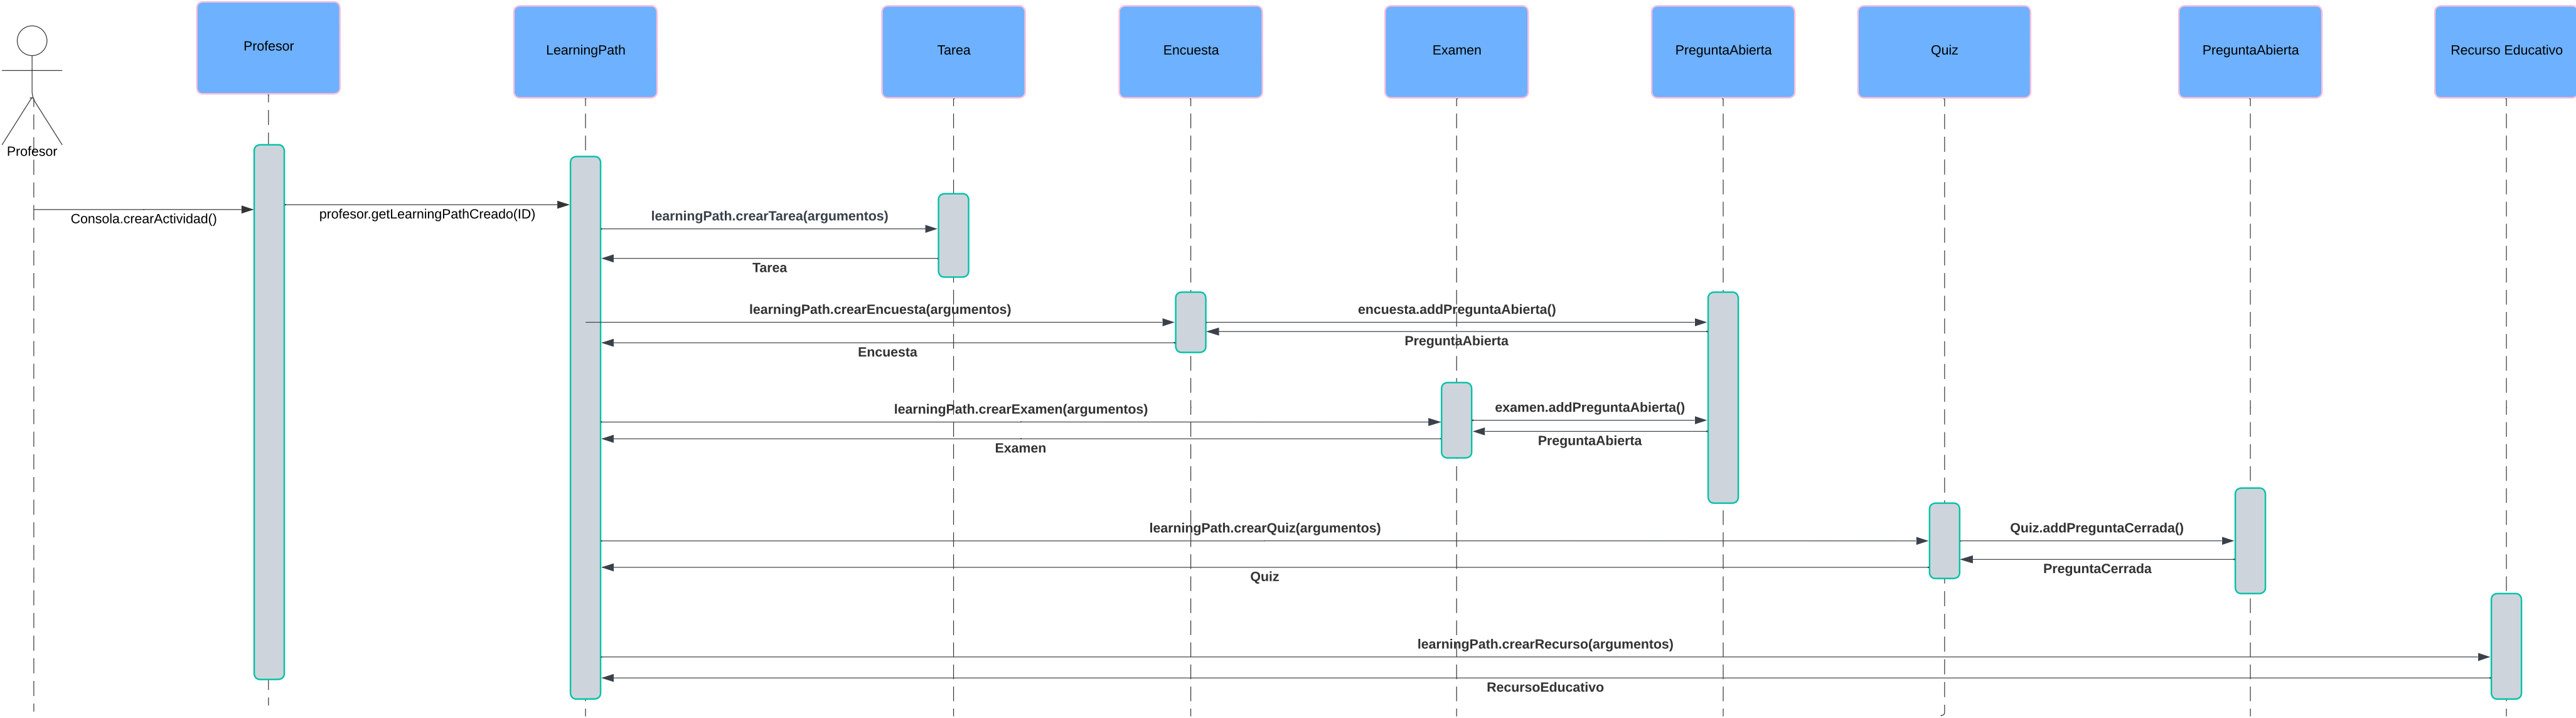 Profesor
LearningPath
Tarea
Encuesta
Examen
PreguntaAbierta
Quiz
PreguntaAbierta
Recurso Educativo
Profesor
Consola.crearActividad()
profesor.getLearningPathCreado(ID)
learningPath.crearTarea(argumentos)
Tarea
learningPath.crearEncuesta(argumentos)
encuesta.addPreguntaAbierta()
PreguntaAbierta
Encuesta
learningPath.crearExamen(argumentos)
examen.addPreguntaAbierta()
PreguntaAbierta
Examen
learningPath.crearQuiz(argumentos)
Quiz.addPreguntaCerrada()
PreguntaCerrada
Quiz
learningPath.crearRecurso(argumentos)
RecursoEducativo